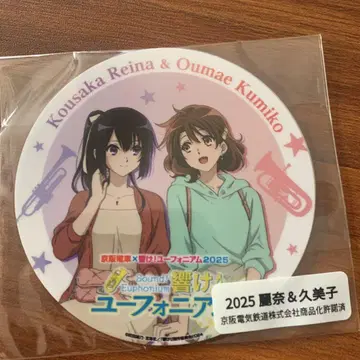 Kousaka Reina & Oumae Kumiko
京阪電車×響け!ユーフォニアム2025
Sound!
Euphonium
響け!
ユーフォニアム
2025 麗奈&久美子
京阪電気鉄道株式会社商品化許諾済